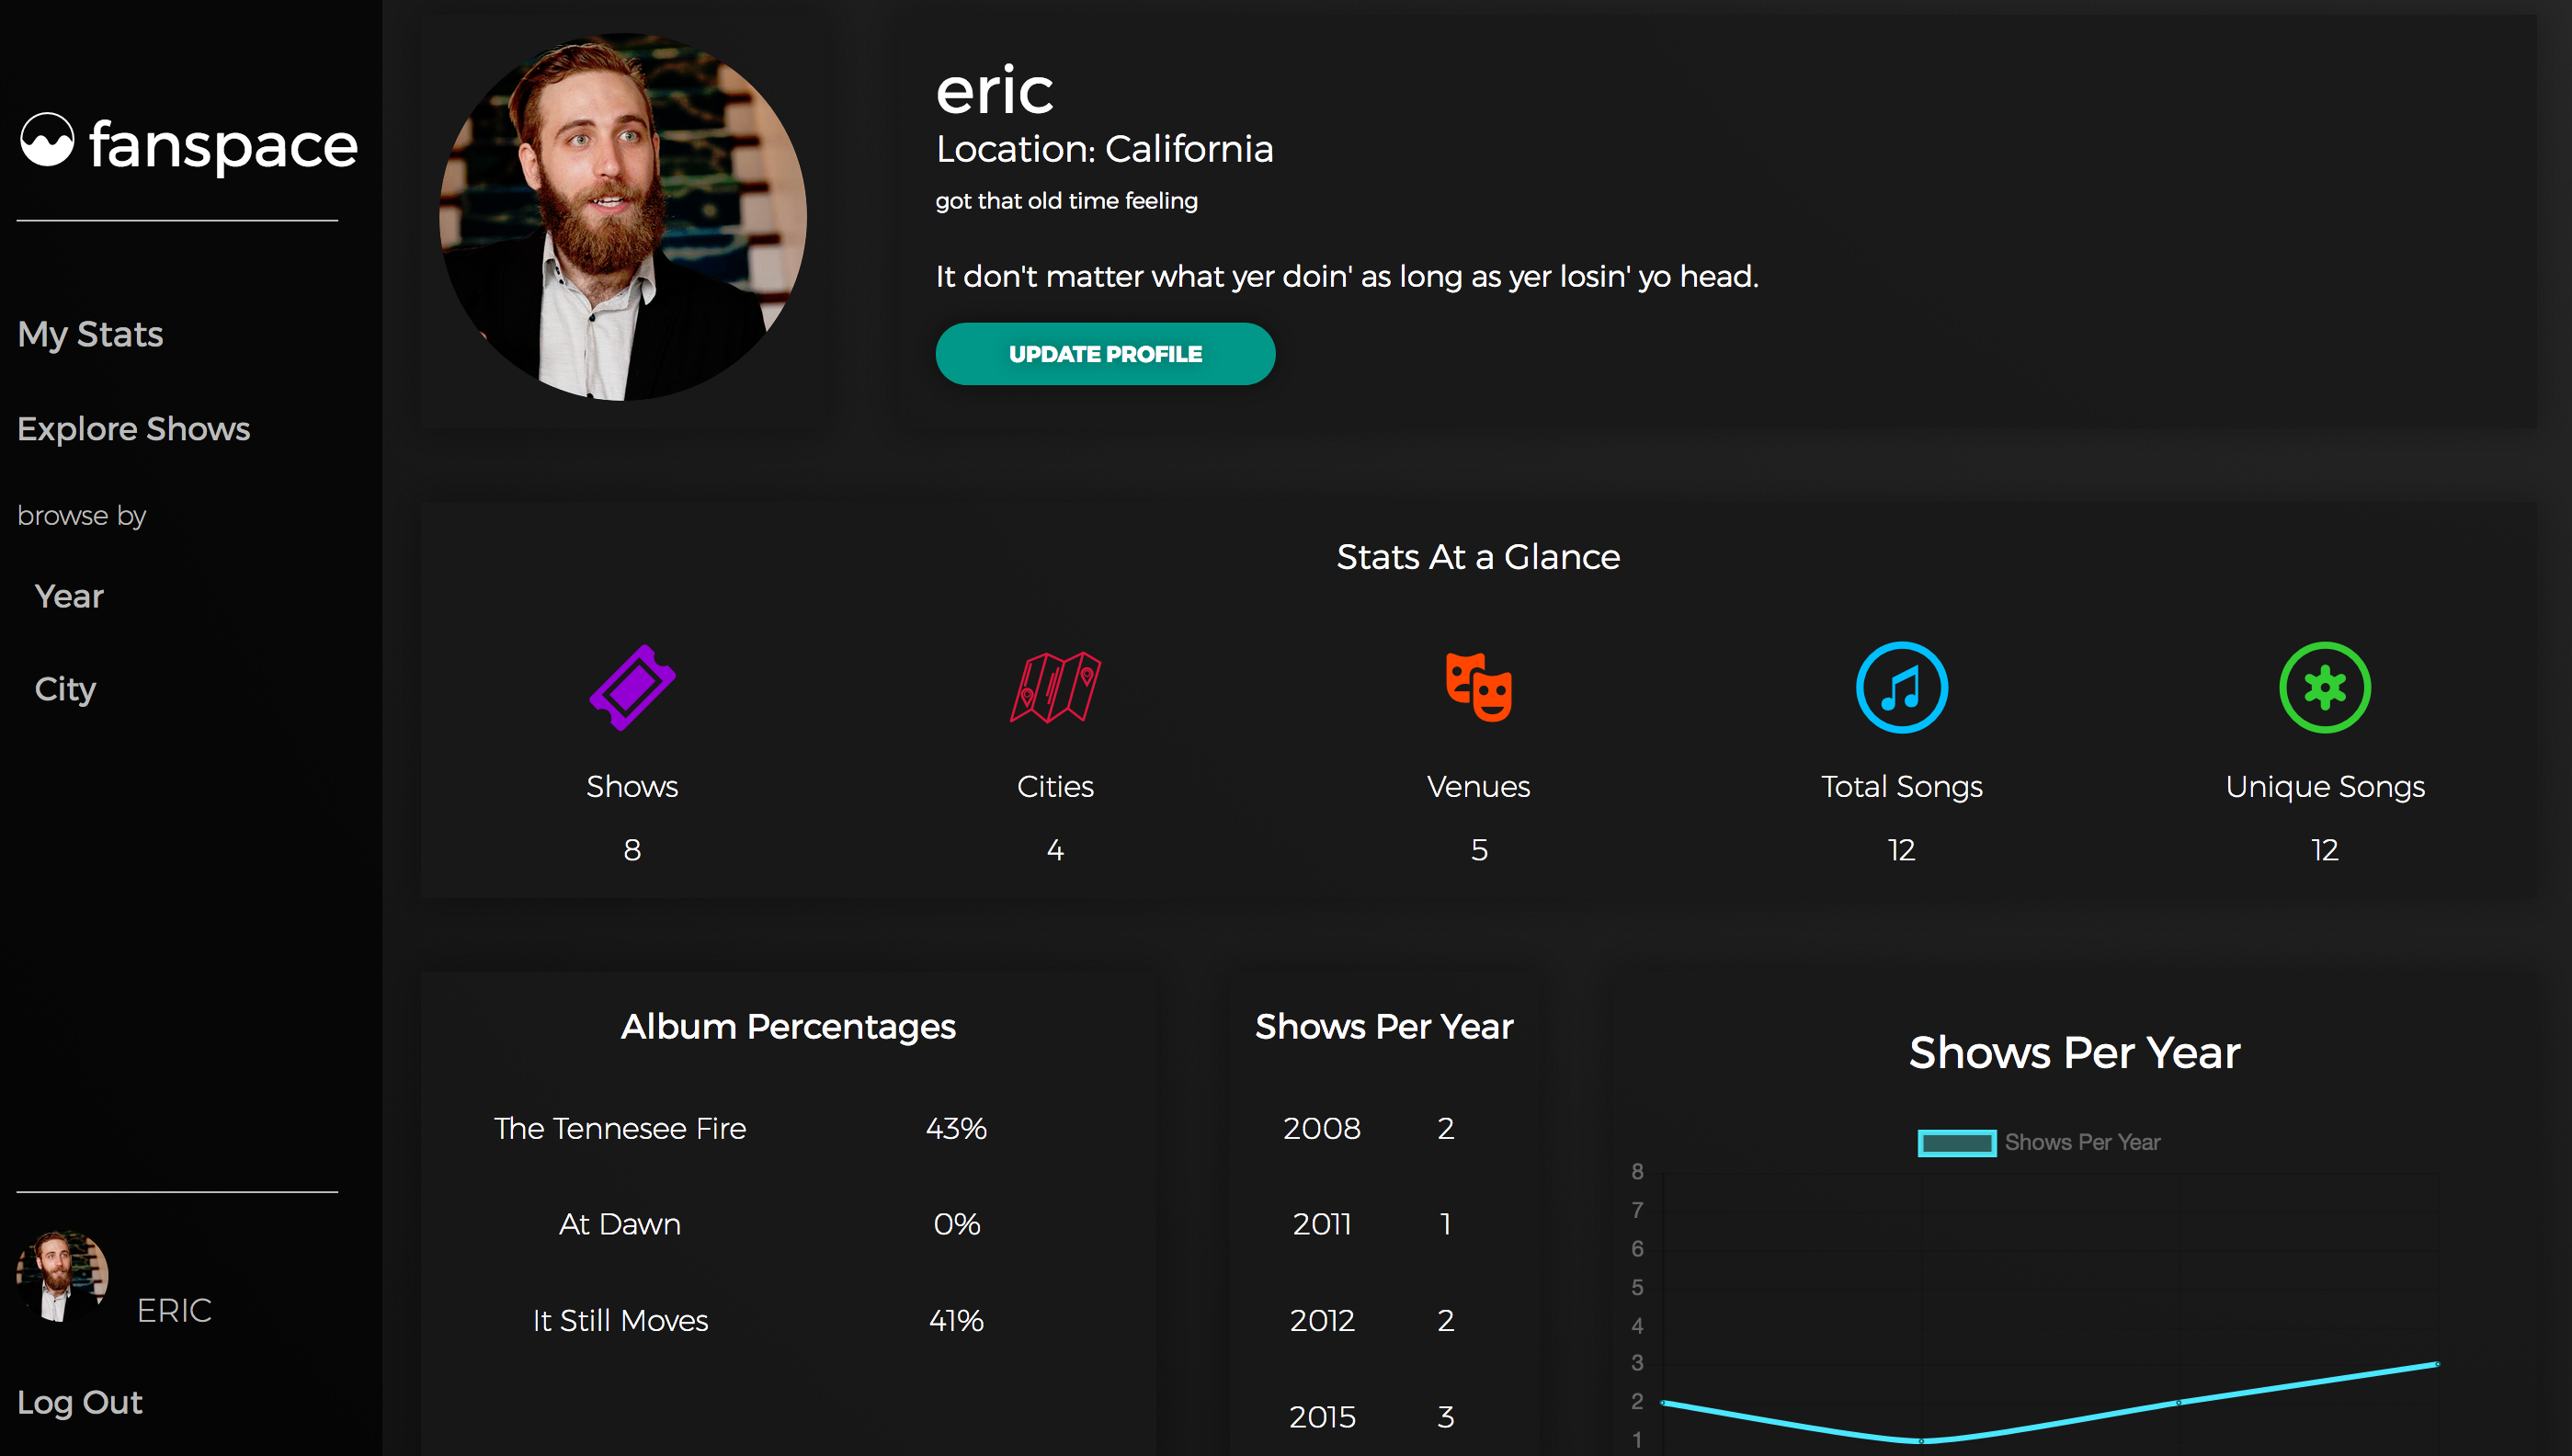 fanspace
My Stats
Explore Shows
browse by
Year
City
ERIC
Log Out
eric
Location: California
got that old time feeling
It don't matter what yer doin' as long as yer losin' yo head.
UPDATE PROFILE
Stats At a Glance
Shows Cities Venues Total Songs Unique Songs
8 4 5 12 12
Album Percentages
The Tennesee Fire 43%
At Dawn 0%
It Still Moves 41%
Shows Per Year
2008 2
2011 1
2012 2
2015 3
Shows Per Year
Shows Per Year
8
7
6
5
4
3
2
1